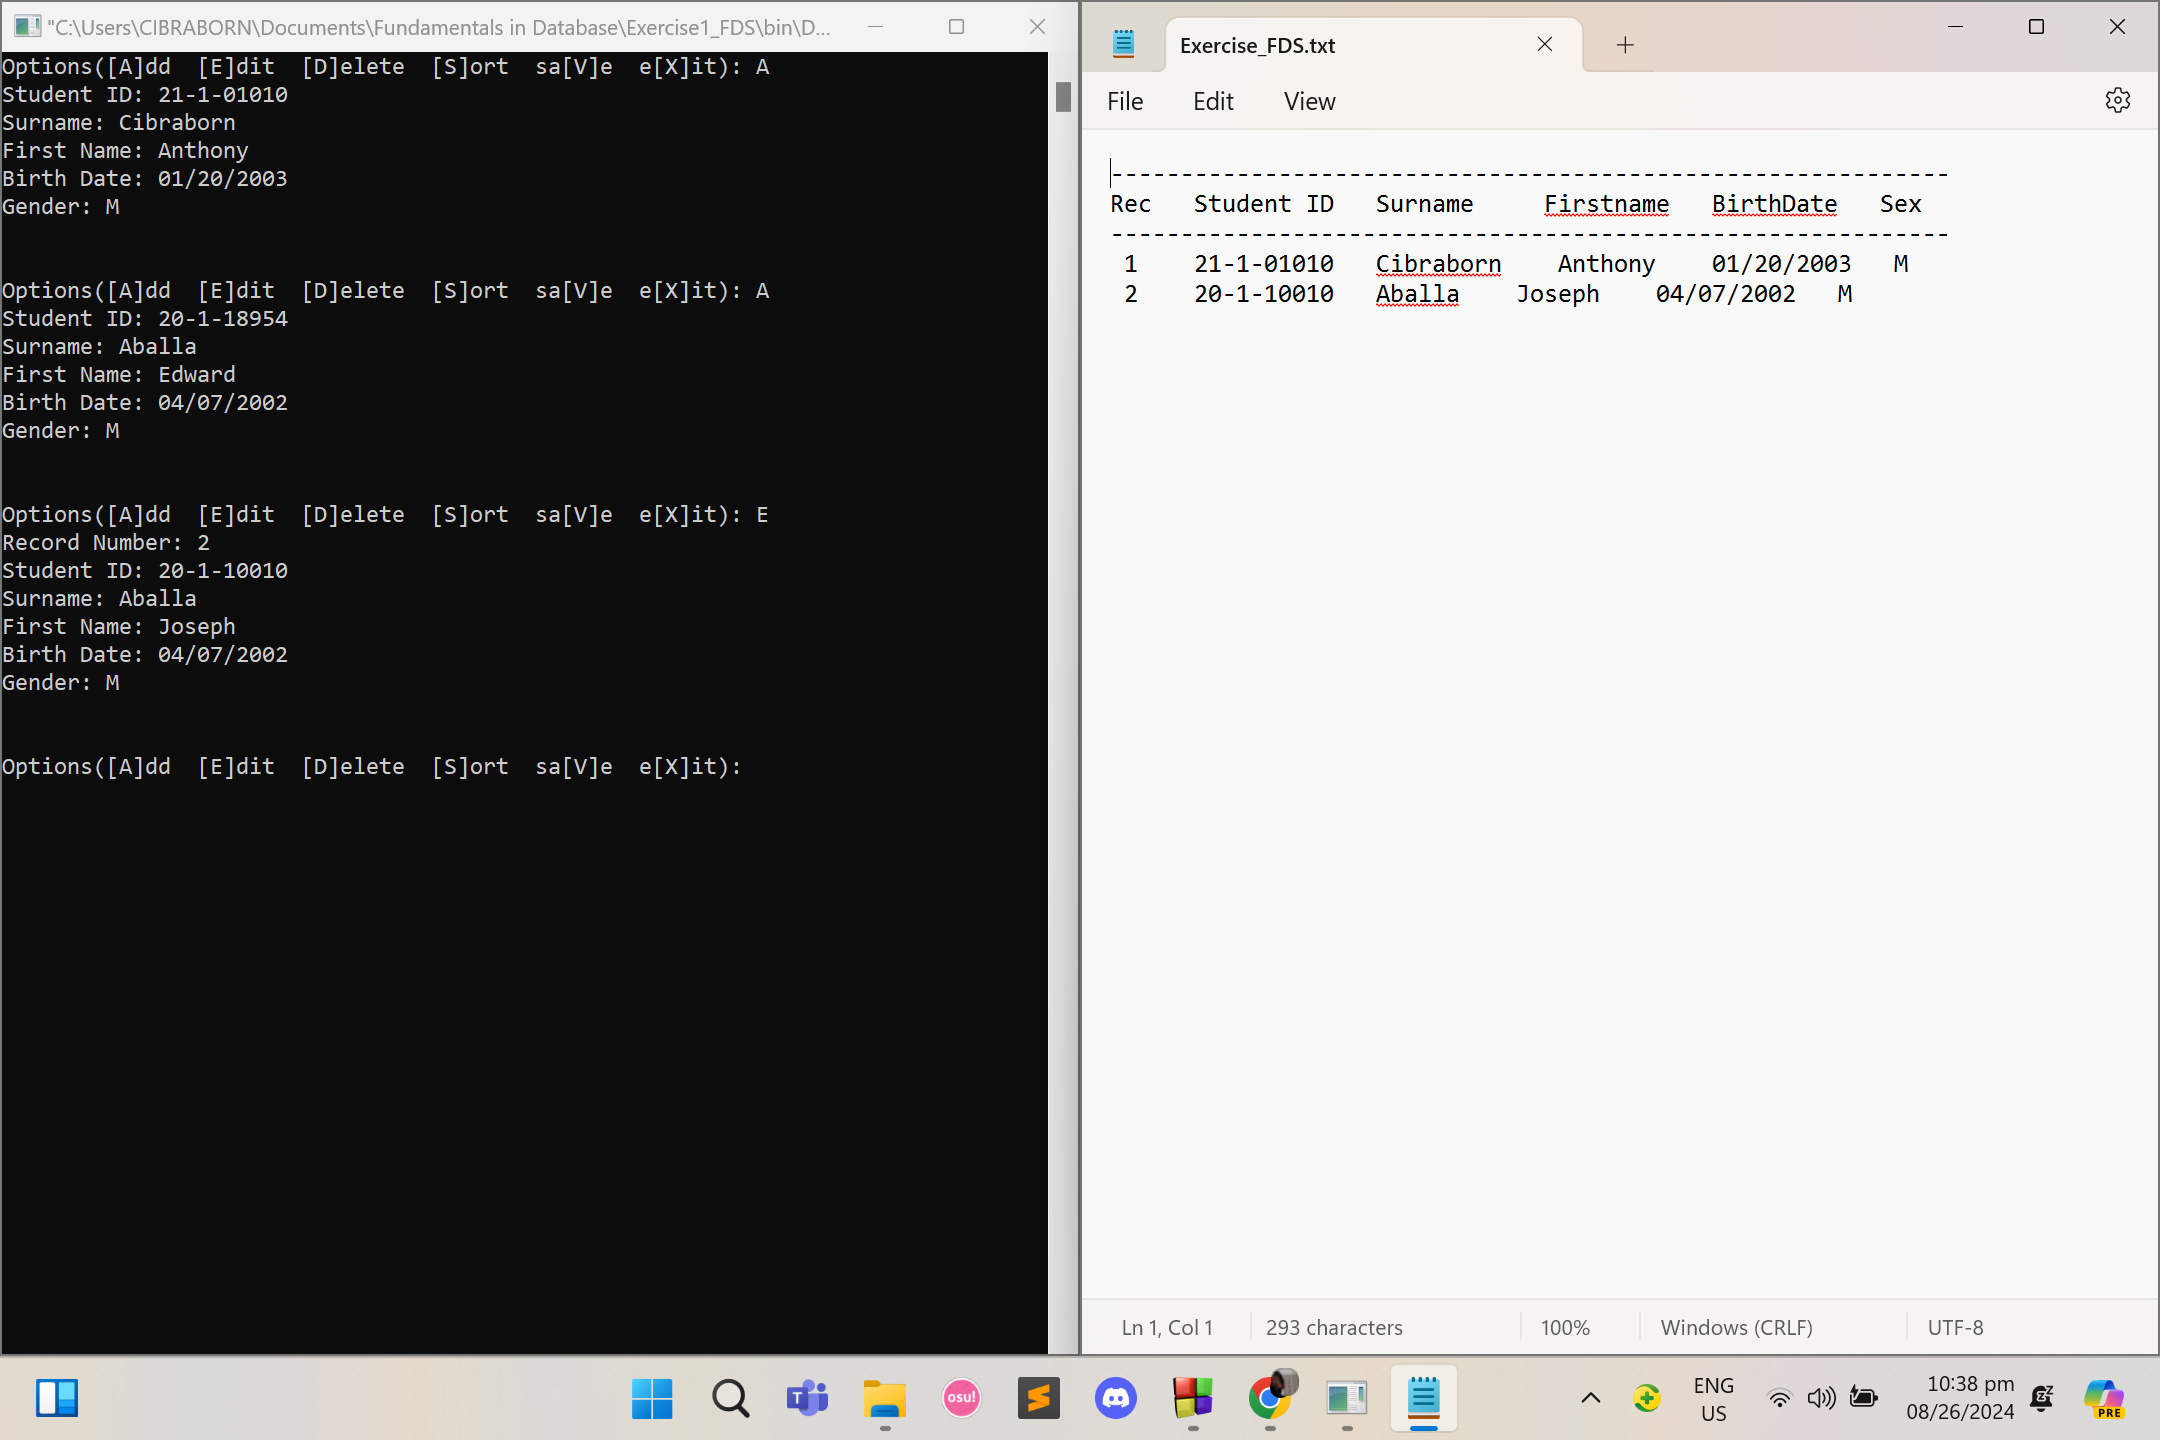 "C:\Users\CIBRABORN\Documents\Fundamentals in Database\Exercise1_FDS\bin\D...
Options([A]dd  [E]dit  [D]elete  [S]ort  sa[V]e  e[X]it): A
Student ID: 21-1-01010
Surname: Cibraborn
First Name: Anthony
Birth Date: 01/20/2003
Gender: M
Options([A]dd  [E]dit  [D]elete  [S]ort  sa[V]e  e[X]it): A
Student ID: 20-1-18954
Surname: Aballa
First Name: Edward
Birth Date: 04/07/2002
Gender: M
Options([A]dd  [E]dit  [D]elete  [S]ort  sa[V]e  e[X]it): E
Record Number: 2
Student ID: 20-1-10010
Surname: Aballa
First Name: Joseph
Birth Date: 04/07/2002
Gender: M
Options([A]dd  [E]dit  [D]elete  [S]ort  sa[V]e  e[X]it):
Exercise_FDS.txt
File Edit View
------------------------------------------------------------
Rec   Student ID   Surname     Firstname   BirthDate   Sex
------------------------------------------------------------
 1    21-1-01010   Cibraborn    Anthony    01/20/2003   M
 2    20-1-10010   Aballa    Joseph    04/07/2002   M
Ln 1, Col 1 293 characters 100% Windows (CRLF) UTF-8
T
osu!
ENG
US
10:38 pm
08/26/2024
PRE